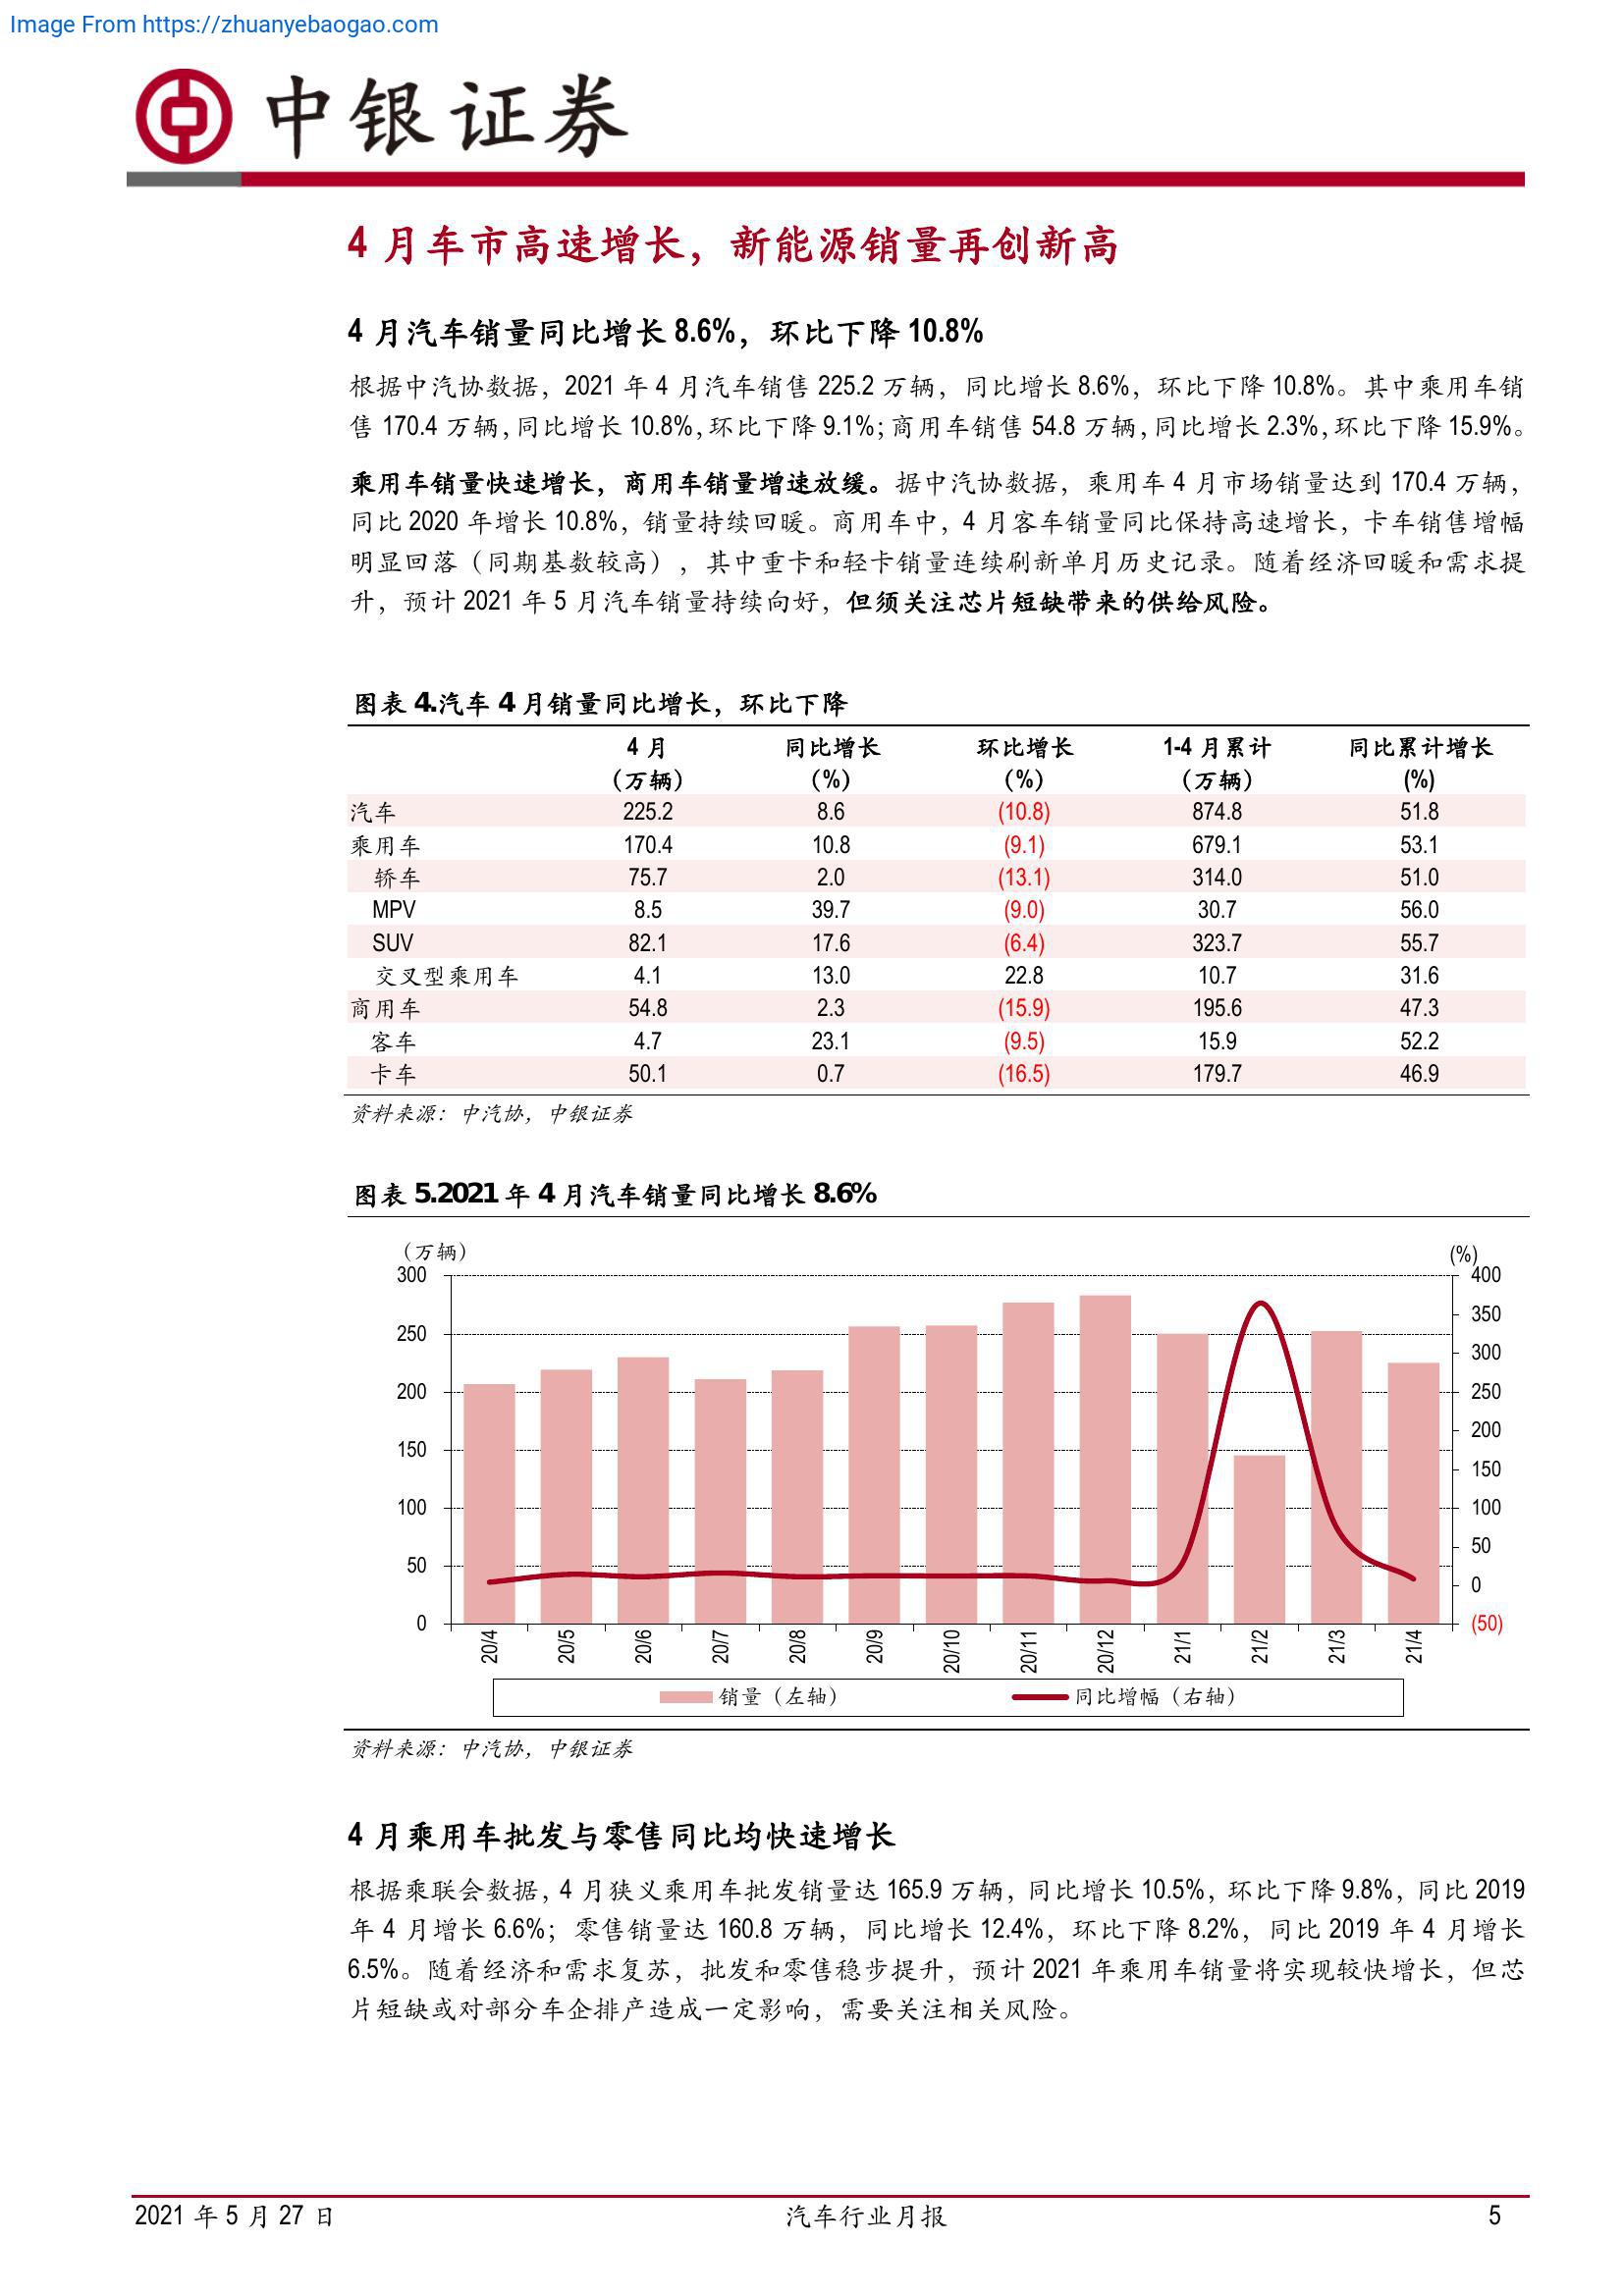 Image From https://zhuanyebaogao.com
中银证券
4 月车市高速增长，新能源销量再创新高
4 月汽车销量同比增长 8.6%，环比下降 10.8%
根据中汽协数据，2021 年 4 月汽车销售 225.2 万辆，同比增长 8.6%，环比下降 10.8%。其中乘用车销
售 170.4 万辆，同比增长 10.8%，环比下降 9.1%；商用车销售 54.8 万辆，同比增长 2.3%，环比下降 15.9%。
乘用车销量快速增长，商用车销量增速放缓。据中汽协数据，乘用车 4 月市场销量达到 170.4 万辆，
同比 2020 年增长 10.8%，销量持续回暖。商用车中，4 月客车销量同比保持高速增长，卡车销售增幅
明显回落（同期基数较高），其中重卡和轻卡销量连续刷新单月历史记录。随着经济回暖和需求提
升，预计 2021 年 5 月汽车销量持续向好，但须关注芯片短缺带来的供给风险。
图表 4.汽车 4 月销量同比增长，环比下降
4 月 同比增长 环比增长 1-4 月累计 同比累计增长
（万辆） （%） （%） （万辆） (%)
汽车 225.2 8.6 (10.8) 874.8 51.8
乘用车 170.4 10.8 (9.1) 679.1 53.1
轿车 75.7 2.0 (13.1) 314.0 51.0
MPV 8.5 39.7 (9.0) 30.7 56.0
SUV 82.1 17.6 (6.4) 323.7 55.7
交叉型乘用车 4.1 13.0 22.8 10.7 31.6
商用车 54.8 2.3 (15.9) 195.6 47.3
客车 4.7 23.1 (9.5) 15.9 52.2
卡车 50.1 0.7 (16.5) 179.7 46.9
资料来源：中汽协，中银证券
图表 5.2021 年 4 月汽车销量同比增长 8.6%
（万辆） (%)
300 400
350
250
300
200 250
200
150
150
100 100
50
50
0
0 (50)
20/4 20/5 20/6 20/7 20/8 20/9 20/10 20/11 20/12 21/1 21/2 21/3 21/4
销量（左轴） 同比增幅（右轴）
资料来源：中汽协，中银证券
4 月乘用车批发与零售同比均快速增长
根据乘联会数据，4 月狭义乘用车批发销量达 165.9 万辆，同比增长 10.5%，环比下降 9.8%，同比 2019
年 4 月增长 6.6%；零售销量达 160.8 万辆，同比增长 12.4%，环比下降 8.2%，同比 2019 年 4 月增长
6.5%。随着经济和需求复苏，批发和零售稳步提升，预计 2021 年乘用车销量将实现较快增长，但芯
片短缺或对部分车企排产造成一定影响，需要关注相关风险。
2021 年 5 月 27 日 汽车行业月报 5